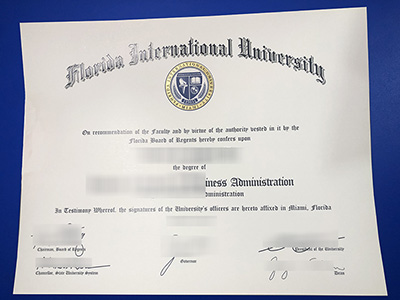 Florida International University
On recommendation of the Faculty and by virtue of the authority vested in it by the
Florida Board of Regents hereby confers upon
the degree of
iness Administration
dministration
In Testimony Whereof, the signatures of the University's officers are hereto affixed in Miami, Florida
Chairman, Board of Regents
President of the University
Governor
Chancellor, State University System
Dean